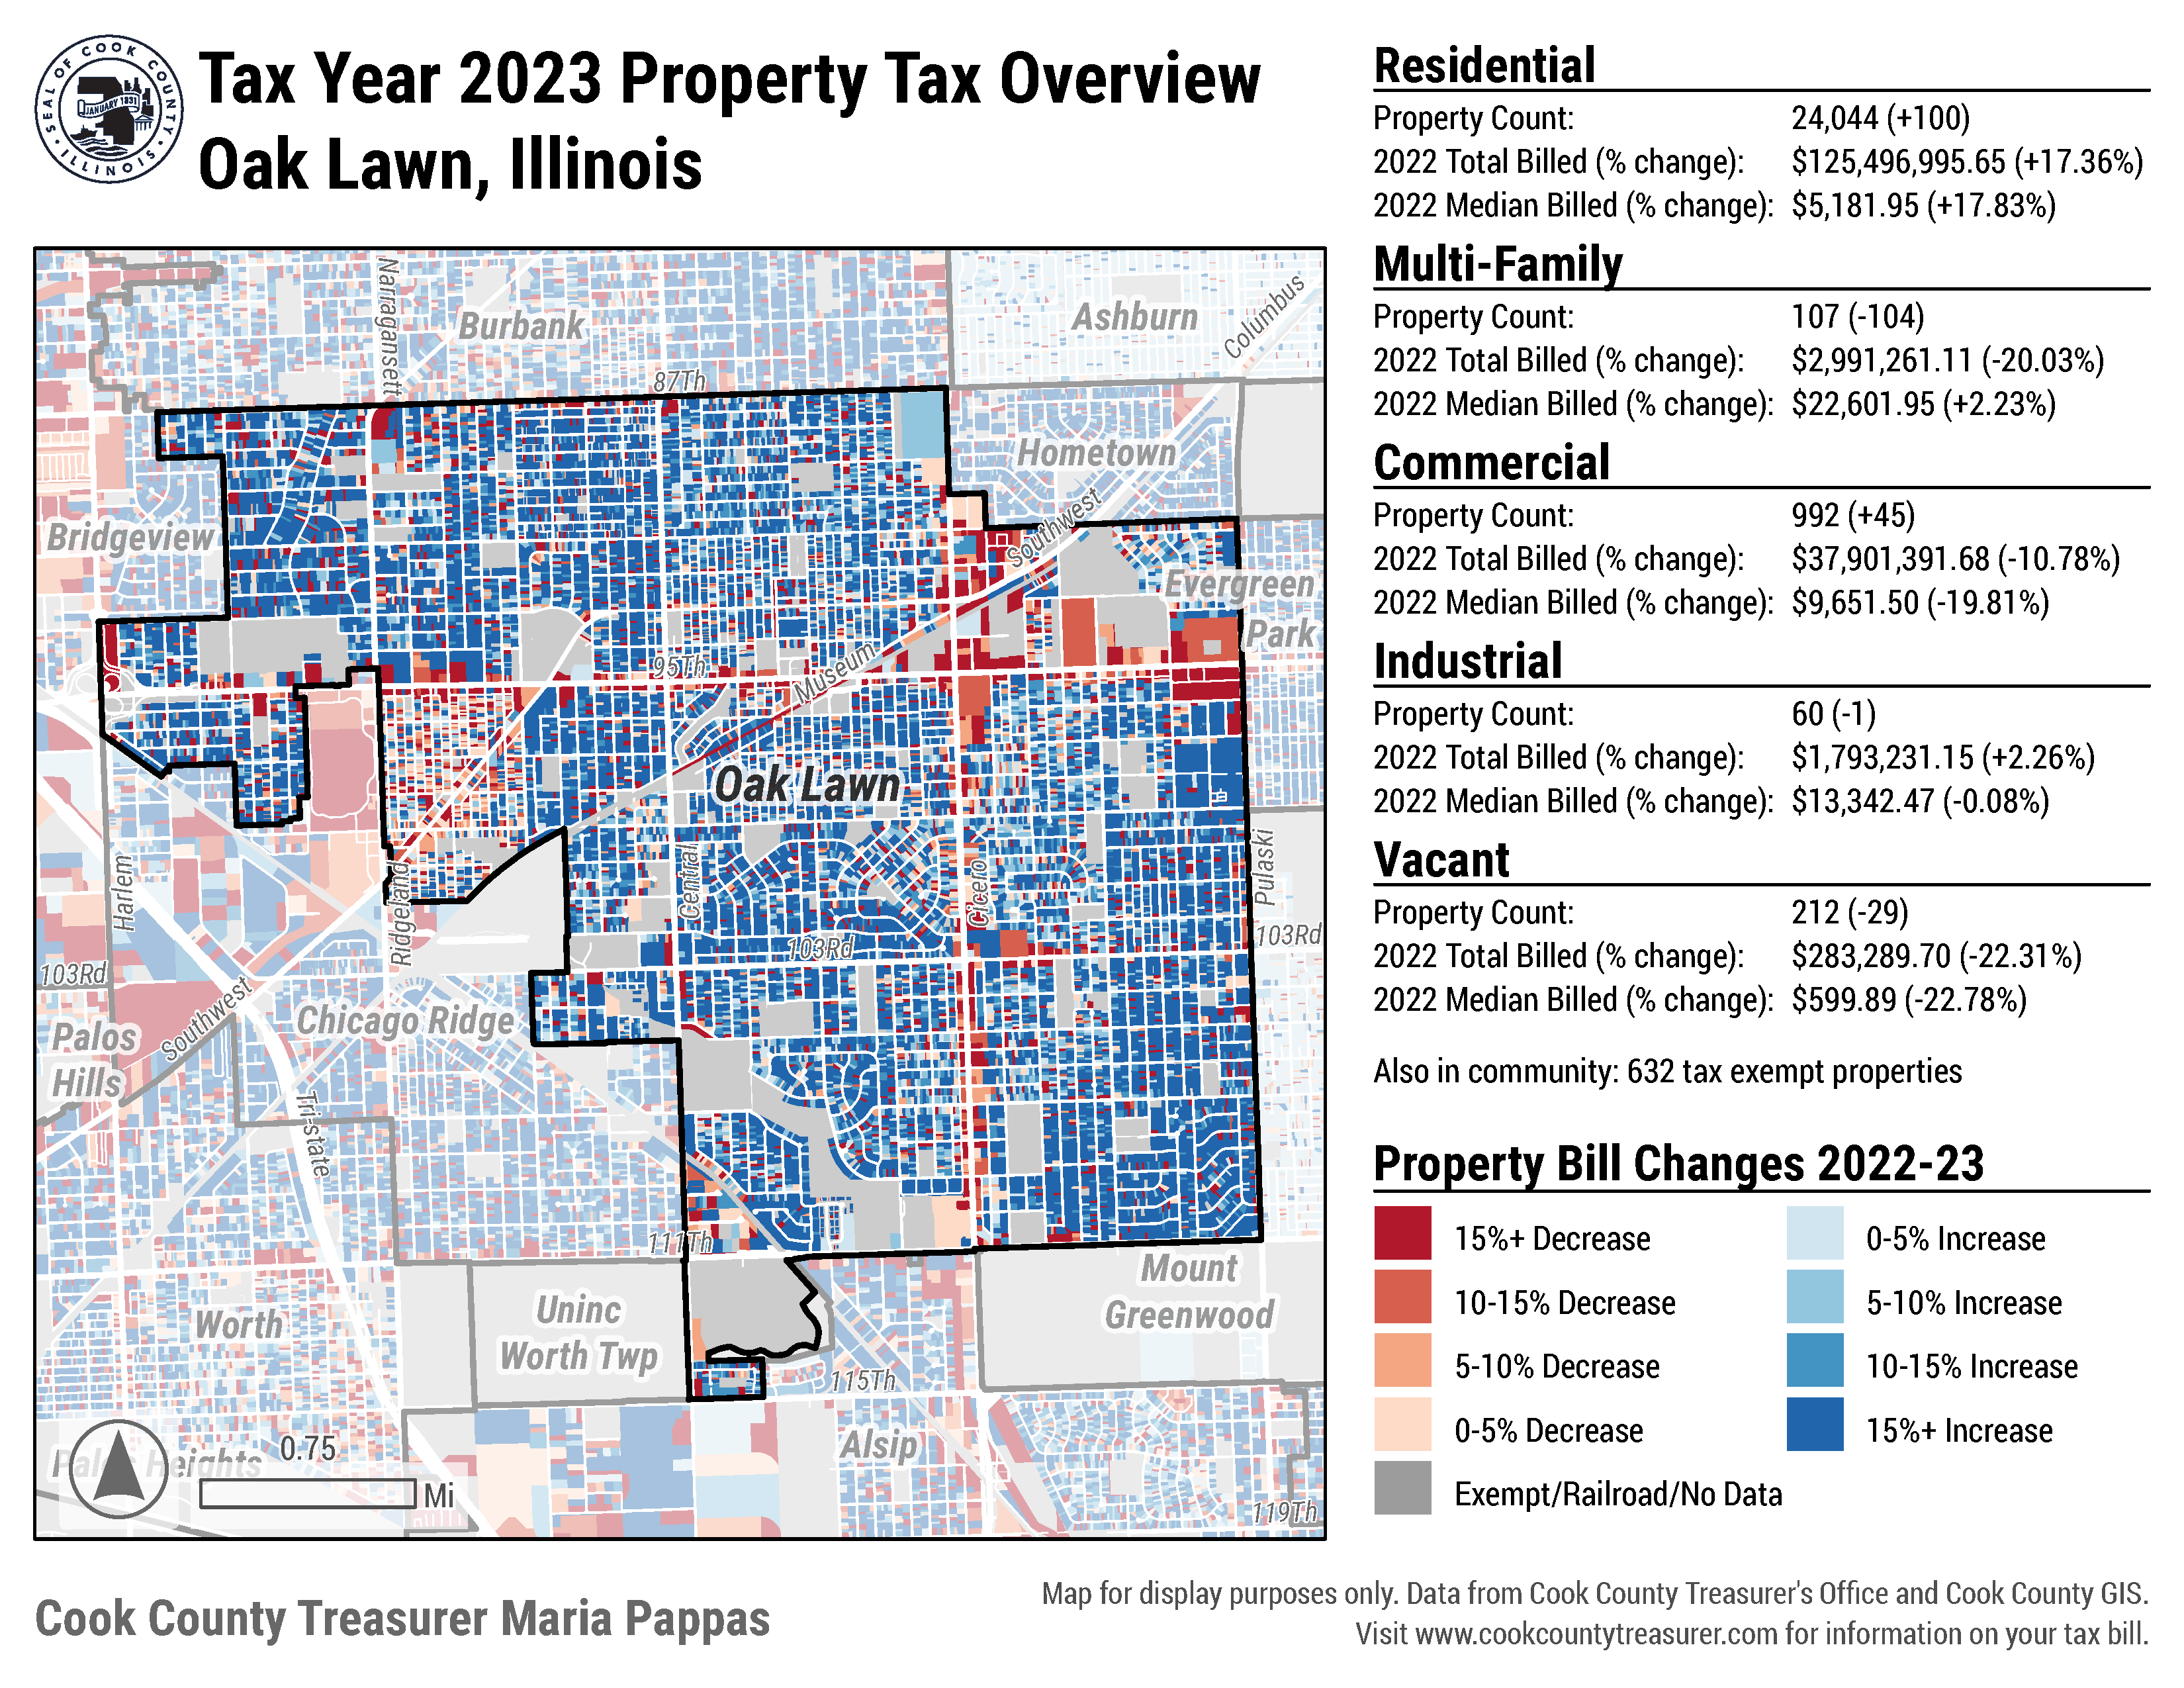 SEAL OF COOK COUNTY
JANUARY 1831
ILLINOIS
Tax Year 2023 Property Tax Overview
Oak Lawn, Illinois
Narragansett
Burbank
Ashburn
Columbus
87Th
Hometown
Bridgeview
Southwest
Evergreen
Park
95Th
Museum
Oak Lawn
Harlem
Ridgeland
Central
Cicero
Pulaski
103Rd
103Rd
103Rd
Palos
Hills
Southwest
Chicago Ridge
Tri-state
111Th
Mount
Greenwood
Uninc
Worth Twp
Worth
115Th
Alsip
Palos Heights
0.75
Mi
119Th
Residential
Property Count: 24,044 (+100)
2022 Total Billed (% change): $125,496,995.65 (+17.36%)
2022 Median Billed (% change): $5,181.95 (+17.83%)
Multi-Family
Property Count: 107 (-104)
2022 Total Billed (% change): $2,991,261.11 (-20.03%)
2022 Median Billed (% change): $22,601.95 (+2.23%)
Commercial
Property Count: 992 (+45)
2022 Total Billed (% change): $37,901,391.68 (-10.78%)
2022 Median Billed (% change): $9,651.50 (-19.81%)
Industrial
Property Count: 60 (-1)
2022 Total Billed (% change): $1,793,231.15 (+2.26%)
2022 Median Billed (% change): $13,342.47 (-0.08%)
Vacant
Property Count: 212 (-29)
2022 Total Billed (% change): $283,289.70 (-22.31%)
2022 Median Billed (% change): $599.89 (-22.78%)
Also in community: 632 tax exempt properties
Property Bill Changes 2022-23
15%+ Decrease
0-5% Increase
10-15% Decrease
5-10% Increase
5-10% Decrease
10-15% Increase
0-5% Decrease
15%+ Increase
Exempt/Railroad/No Data
Cook County Treasurer Maria Pappas
Map for display purposes only. Data from Cook County Treasurer's Office and Cook County GIS.
Visit www.cookcountytreasurer.com for information on your tax bill.